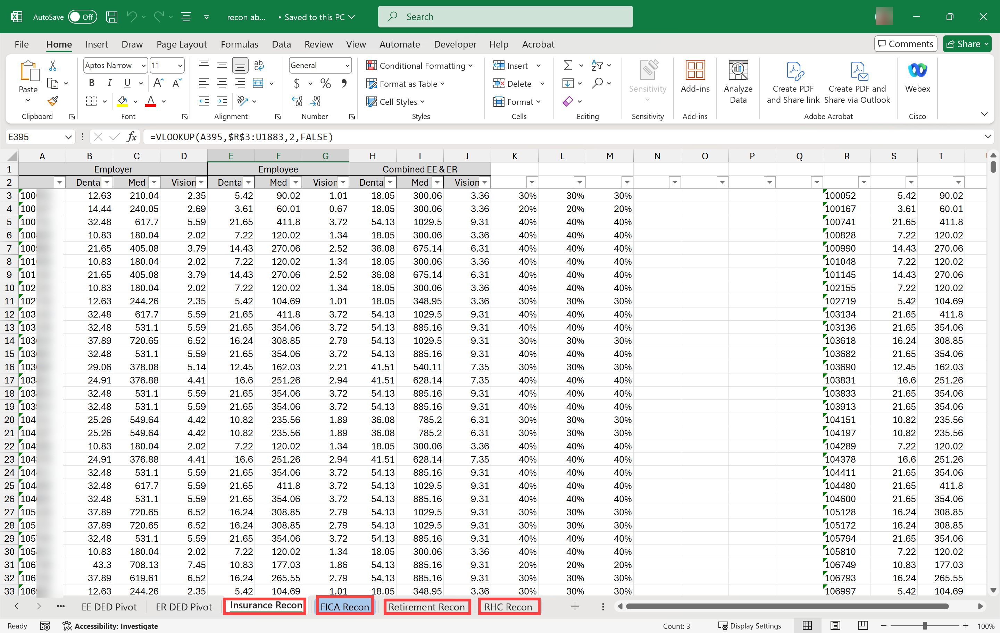 AutoSave Off recon ab... • Saved to this PC Search
File Home Insert Draw Page Layout Formulas Data Review View Automate Developer Help Acrobat Comments Share
Paste
Clipboard
Aptos Narrow 11
B I U A A
A
Font
ab
c
Alignment
General
$ % 9
.00
.00
Number
Conditional Formatting
Format as Table
Cell Styles
Styles
Insert
Delete
Format
Cells
Editing
Sensitivity
Sensitivity
Add-ins
Add-ins
Analyze
Data
Create PDF
and Share link
Create PDF and
Share via Outlook
Adobe Acrobat
Webex
Cisco
E395 fx =VLOOKUP(A395,$R$3:U1883,2,FALSE)
A B C D E F G H I J K L M N O P Q R S T
1 Employer Employee Combined EE & ER
2 Denta Med Vision Denta Med Vision Denta Med Vision
3 100 12.63 210.04 2.35 5.42 90.02 1.01 18.05 300.06 3.36 30% 30% 30% 100052 5.42 90.02
4 100 14.44 240.05 2.69 3.61 60.01 0.67 18.05 300.06 3.36 20% 20% 20% 100167 3.61 60.01
5 100 32.48 617.7 5.59 21.65 411.8 3.72 54.13 1029.5 9.31 40% 40% 40% 100741 21.65 411.8
6 100 10.83 180.04 2.02 7.22 120.02 1.34 18.05 300.06 3.36 40% 40% 40% 100828 7.22 120.02
7 100 21.65 405.08 3.79 14.43 270.06 2.52 36.08 675.14 6.31 40% 40% 40% 100990 14.43 270.06
8 101 10.83 180.04 2.02 7.22 120.02 1.34 18.05 300.06 3.36 40% 40% 40% 101048 7.22 120.02
9 101 21.65 405.08 3.79 14.43 270.06 2.52 36.08 675.14 6.31 40% 40% 40% 101145 14.43 270.06
10 102 10.83 180.04 2.02 7.22 120.02 1.34 18.05 300.06 3.36 40% 40% 40% 102155 7.22 120.02
11 102 12.63 244.26 2.35 5.42 104.69 1.01 18.05 348.95 3.36 30% 30% 30% 102719 5.42 104.69
12 103 32.48 617.7 5.59 21.65 411.8 3.72 54.13 1029.5 9.31 40% 40% 40% 103134 21.65 411.8
13 103 32.48 531.1 5.59 21.65 354.06 3.72 54.13 885.16 9.31 40% 40% 40% 103136 21.65 354.06
14 103 37.89 720.65 6.52 16.24 308.85 2.79 54.13 1029.5 9.31 30% 30% 30% 103618 16.24 308.85
15 103 32.48 531.1 5.59 21.65 354.06 3.72 54.13 885.16 9.31 40% 40% 40% 103682 21.65 354.06
16 103 29.06 378.08 5.14 12.45 162.03 2.21 41.51 540.11 7.35 30% 30% 30% 103690 12.45 162.03
17 103 24.91 376.88 4.41 16.6 251.26 2.94 41.51 628.14 7.35 40% 40% 40% 103831 16.6 251.26
18 103 32.48 531.1 5.59 21.65 354.06 3.72 54.13 885.16 9.31 40% 40% 40% 103833 21.65 354.06
19 103 32.48 531.1 5.59 21.65 354.06 3.72 54.13 885.16 9.31 40% 40% 40% 103913 21.65 354.06
20 104 25.26 549.64 4.42 10.82 235.56 1.89 36.08 785.2 6.31 30% 30% 30% 104151 10.82 235.56
21 104 25.26 549.64 4.42 10.82 235.56 1.89 36.08 785.2 6.31 30% 30% 30% 104197 10.82 235.56
22 104 10.83 180.04 2.02 7.22 120.02 1.34 18.05 300.06 3.36 40% 40% 40% 104289 7.22 120.02
23 104 24.91 376.88 4.41 16.6 251.26 2.94 41.51 628.14 7.35 40% 40% 40% 104378 16.6 251.26
24 104 32.48 531.1 5.59 21.65 354.06 3.72 54.13 885.16 9.31 40% 40% 40% 104411 21.65 354.06
25 104 32.48 617.7 5.59 21.65 411.8 3.72 54.13 1029.5 9.31 40% 40% 40% 104480 21.65 411.8
26 104 32.48 531.1 5.59 21.65 354.06 3.72 54.13 885.16 9.31 40% 40% 40% 104600 21.65 354.06
27 105 37.89 720.65 6.52 16.24 308.85 2.79 54.13 1029.5 9.31 30% 30% 30% 105128 16.24 308.85
28 105 37.89 720.65 6.52 16.24 308.85 2.79 54.13 1029.5 9.31 30% 30% 30% 105172 16.24 308.85
29 105 32.48 531.1 5.59 21.65 354.06 3.72 54.13 885.16 9.31 40% 40% 40% 105794 21.65 354.06
30 105 10.83 180.04 2.02 7.22 120.02 1.34 18.05 300.06 3.36 40% 40% 40% 105810 7.22 120.02
31 106 43.3 708.13 7.45 10.83 177.03 1.86 54.13 885.16 9.31 20% 20% 20% 106749 10.83 177.03
32 106 37.89 619.61 6.52 16.24 265.55 2.79 54.13 885.16 9.31 30% 30% 30% 106793 16.24 265.55
33 106 12.63 244.26 2.35 5.42 104.69 1.01 18.05 348.95 3.36 30% 30% 30% 106997 5.42 104.69
EE DED Pivot ER DED Pivot Insurance Recon FICA Recon Retirement Recon RHC Recon
Ready Accessibility: Investigate Count: 3 Display Settings 100%